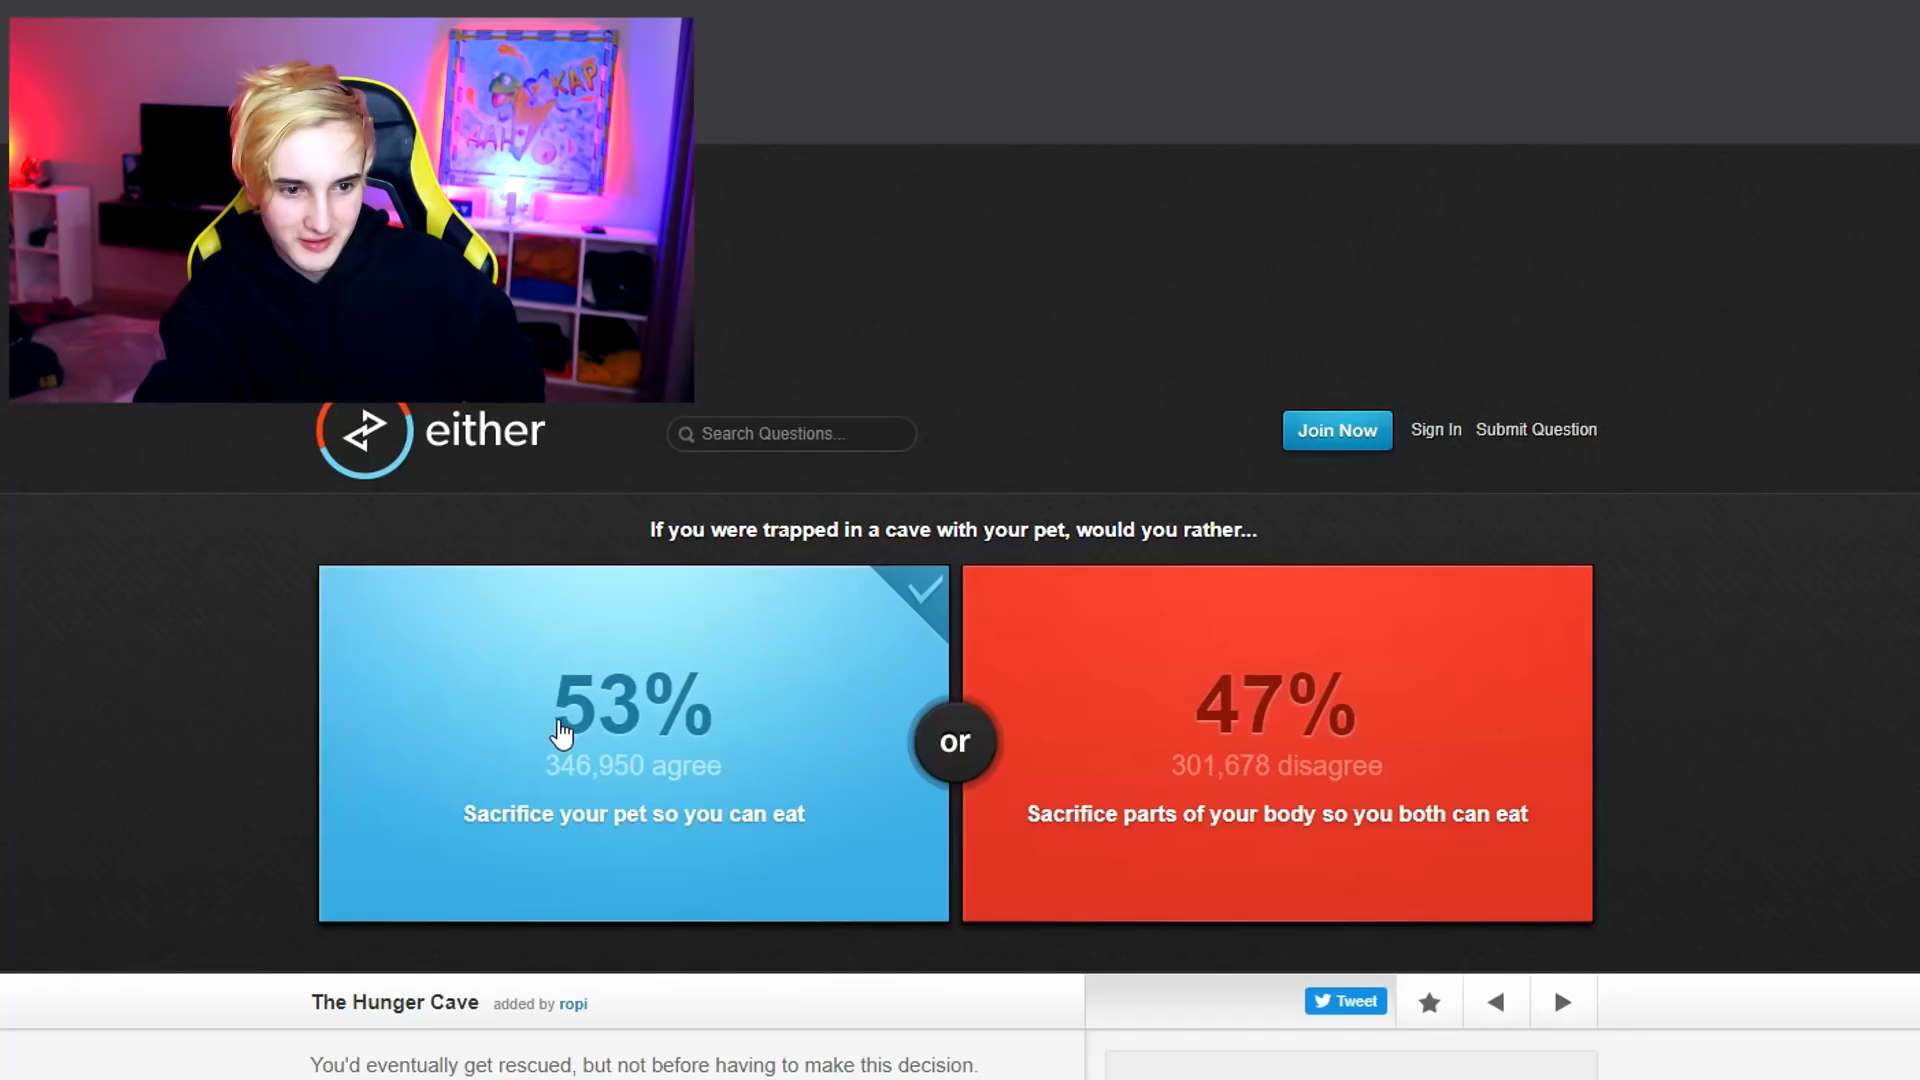 KAP
either
Search Questions...
Join Now
Sign In
Submit Question
If you were trapped in a cave with your pet, would you rather...
53%
346,950 agree
Sacrifice your pet so you can eat
or
47%
301,678 disagree
Sacrifice parts of your body so you both can eat
The Hunger Cave added by ropi
Tweet
You'd eventually get rescued, but not before having to make this decision.